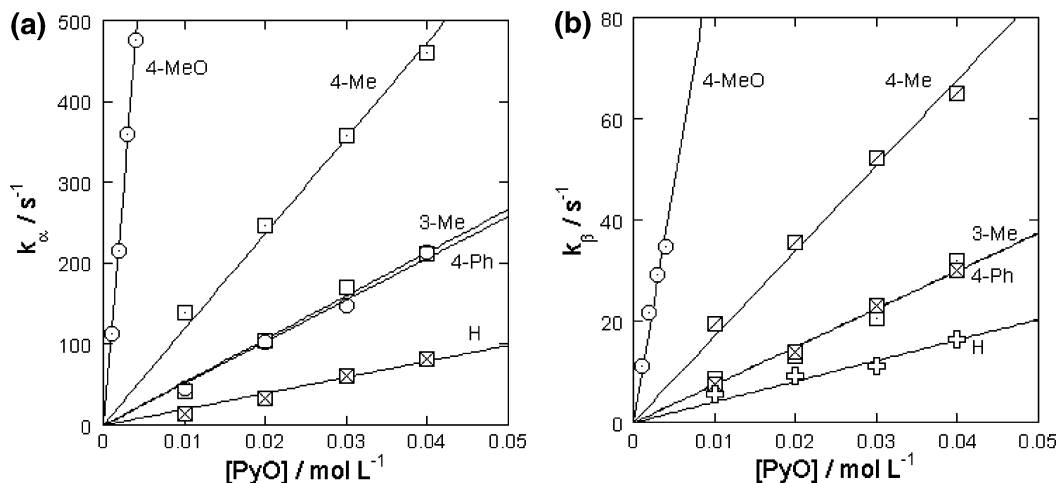 (a)
500
400
300
200
100
0
k_α / s⁻¹
4-MeO
4-Me
3-Me
4-Ph
H
0 0.01 0.02 0.03 0.04 0.05
[PyO] / mol L⁻¹
(b)
80
60
40
20
0
k_β / s⁻¹
4-MeO
4-Me
3-Me
4-Ph
H
0 0.01 0.02 0.03 0.04 0.05
[PyO] / mol L⁻¹